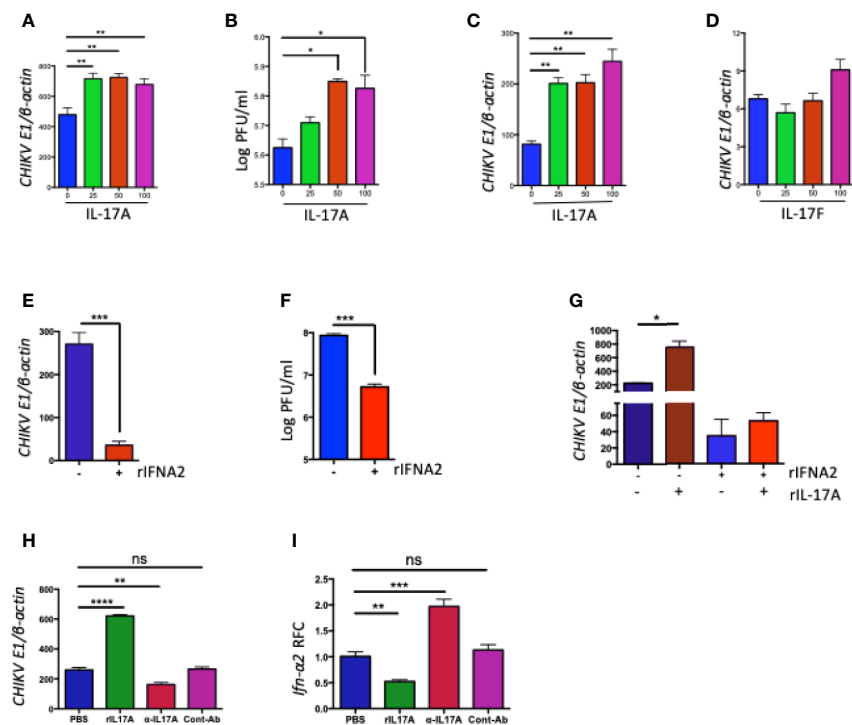 A
CHIKV E1/β-actin
800
600
400
200
0
**
**
**
0 25 50 100
IL-17A
B
Log PFU/ml
6.0
5.9
5.8
5.7
5.6
5.5
*
*
0 25 50 100
IL-17A
C
CHIKV E1/β-actin
300
200
100
0
**
**
**
0 25 50 100
IL-17A
D
CHIKV E1/β-actin
12
9
6
3
0
0 25 50 100
IL-17F
E
CHIKV E1/β-actin
300
200
100
0
***
- + rIFNA2
F
Log PFU/ml
8
7
6
5
***
- + rIFNA2
G
CHIKV E1/β-actin
1000
800
600
400
200
60
40
20
0
*
- - + + rIFNA2
- + - + rIL-17A
H
CHIKV E1/β-actin
800
600
400
200
0
ns
**
****
PBS rIL17A α-IL17A Cont-Ab
I
Ifn-α2 RFC
2.5
2.0
1.5
1.0
0.5
0.0
ns
***
**
PBS rIL17A α-IL17A Cont-Ab